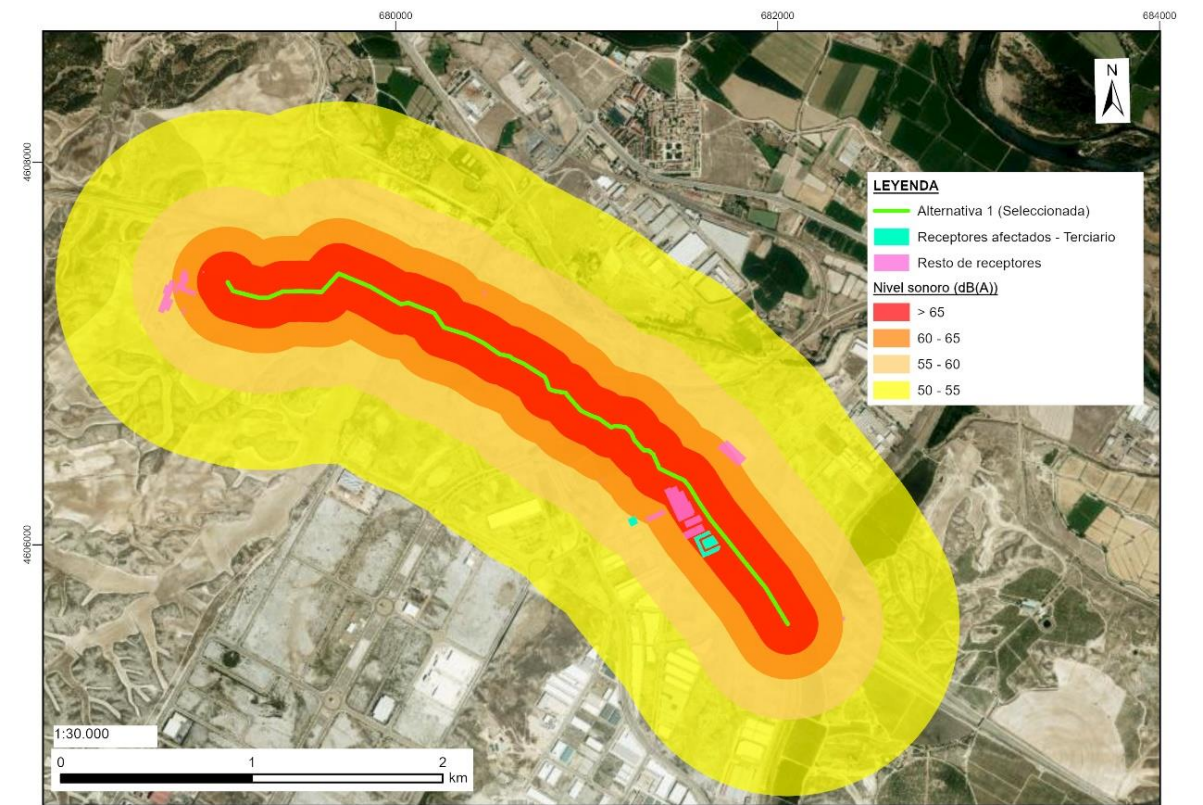 680000
682000
684000
4608000
4606000
N
LEYENDA
Alternativa 1 (Seleccionada)
Receptores afectados - Terciario
Resto de receptores
Nivel sonoro (dB(A))
> 65
60 - 65
55 - 60
50 - 55
1:30.000
0 1 2
km